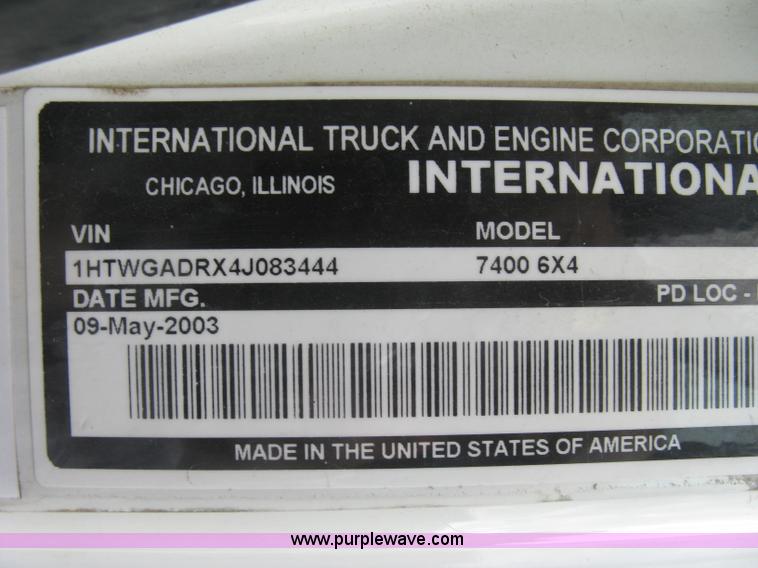 INTERNATIONAL TRUCK AND ENGINE CORPORATIO
CHICAGO, ILLINOIS INTERNATIONA
VIN MODEL
1HTWGADRX4J083444 7400 6X4
DATE MFG. PD LOC -
09-May-2003
MADE IN THE UNITED STATES OF AMERICA
www.purplewave.com